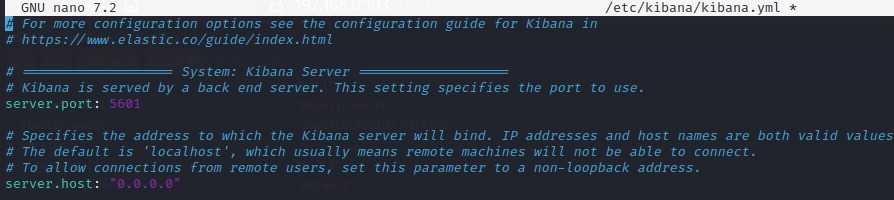 GNU nano 7.2 /etc/kibana/kibana.yml *
# For more configuration options see the configuration guide for Kibana in
# https://www.elastic.co/guide/index.html
# =================== System: Kibana Server ===================
# Kibana is served by a back end server. This setting specifies the port to use.
server.port: 5601
# Specifies the address to which the Kibana server will bind. IP addresses and host names are both valid values
# The default is 'localhost', which usually means remote machines will not be able to connect.
# To allow connections from remote users, set this parameter to a non-loopback address.
server.host: "0.0.0.0"